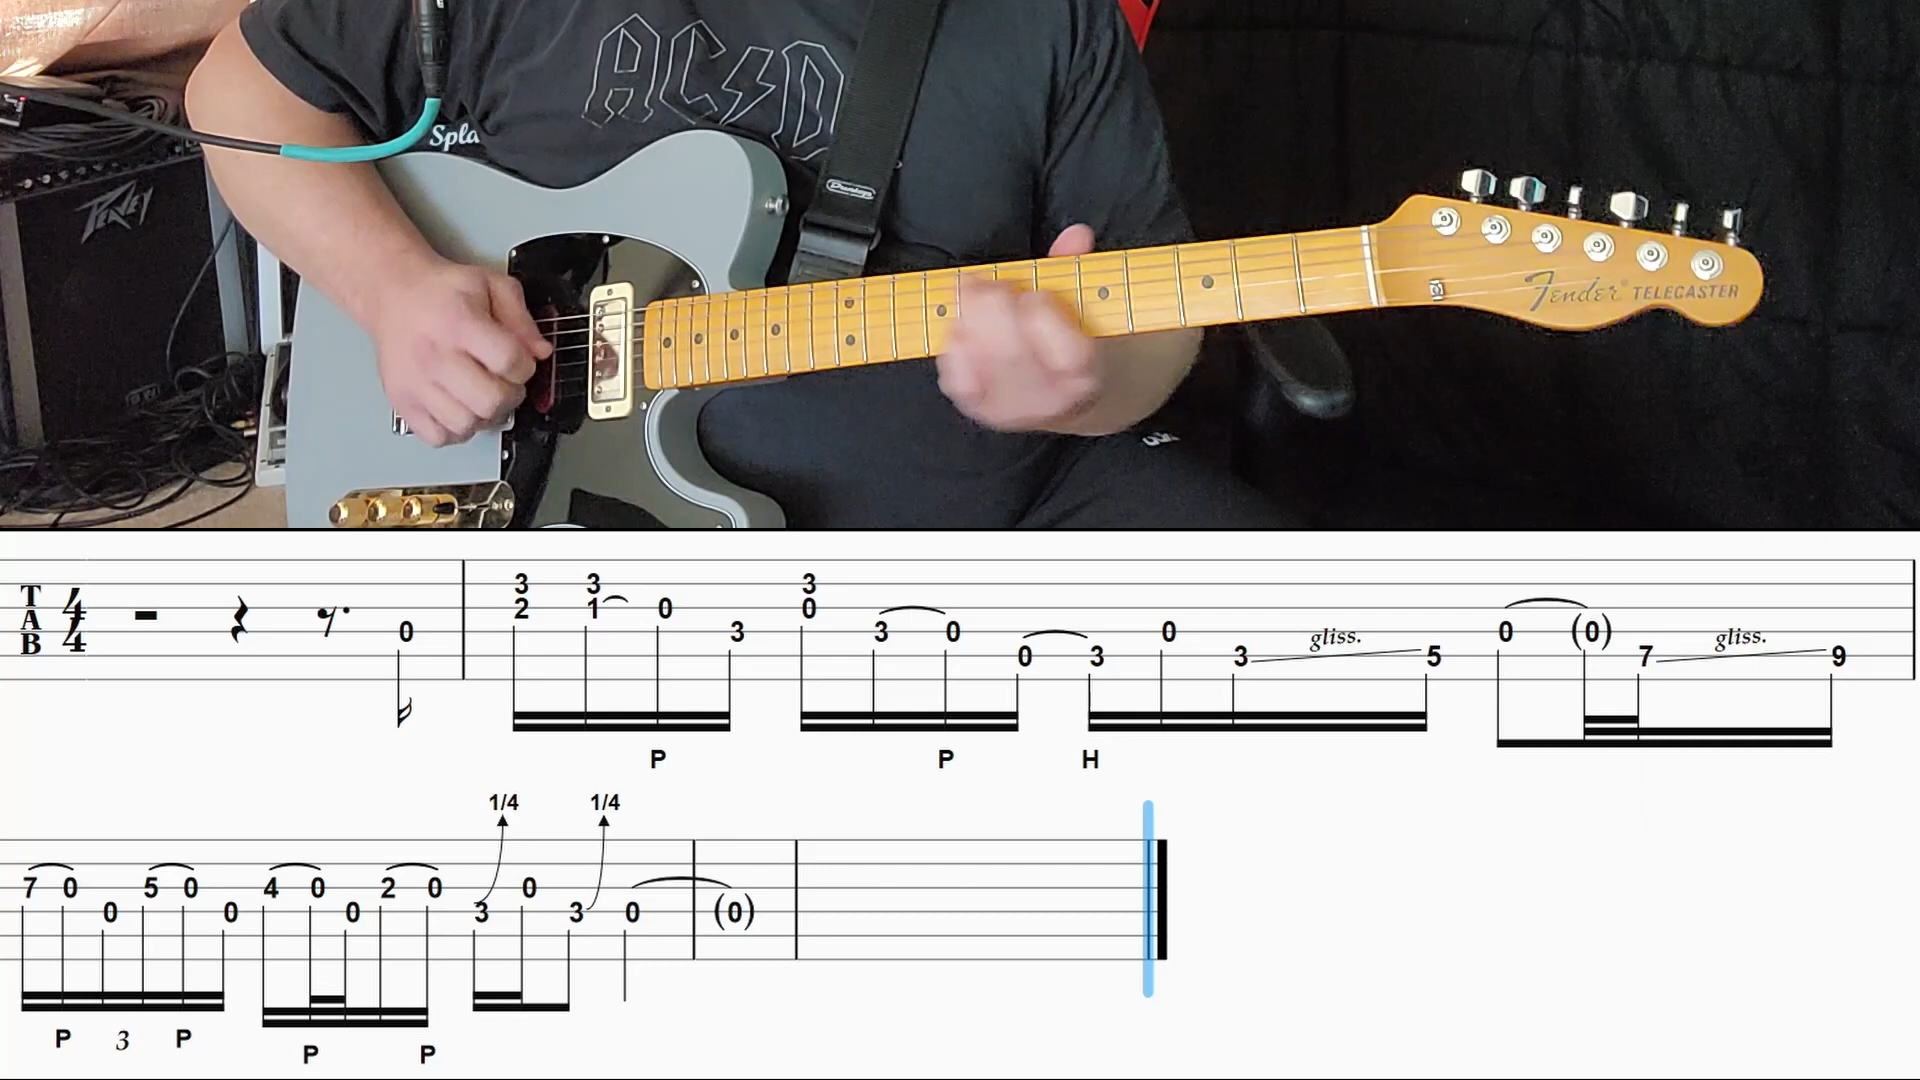 AC⚡D
Spla
PEAVEY
Dunlop
Fender® TELECASTER
T
A
B
4
4
3 3 3
2 1 0 0
0 3 3 0 0 0 (0)
0 3 3 gliss. 5 7 gliss. 9
P P H
1/4 1/4
7 0 5 0 4 0 2 0 0
0 0 0 3 3 0 (0)
P 3 P
P P